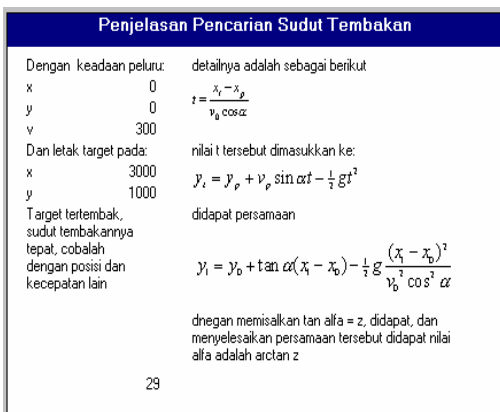 Penjelasan Pencarian Sudut Tembakan
Dengan keadaan peluru:
x 0
y 0
v 300
Dan letak target pada:
x 3000
y 1000
Target tertembak,
sudut tembakannya
tepat, cobalah
dengan posisi dan
kecepatan lain
29
detailnya adalah sebagai berikut
t = (x_t − x_p) / (v_0 cos α)
nilai t tersebut dimasukkan ke:
y_t = y_p + v_p sin αt − ½ gt²
didapat persamaan
y_1 = y_0 + tan α(x_1 − x_0) − ½ g (x_1 − x_0)² / (v_0² cos² α)
dnegan memisalkan tan alfa = z, didapat, dan
menyelesaikan persamaan tersebut didapat nilai
alfa adalah arctan z